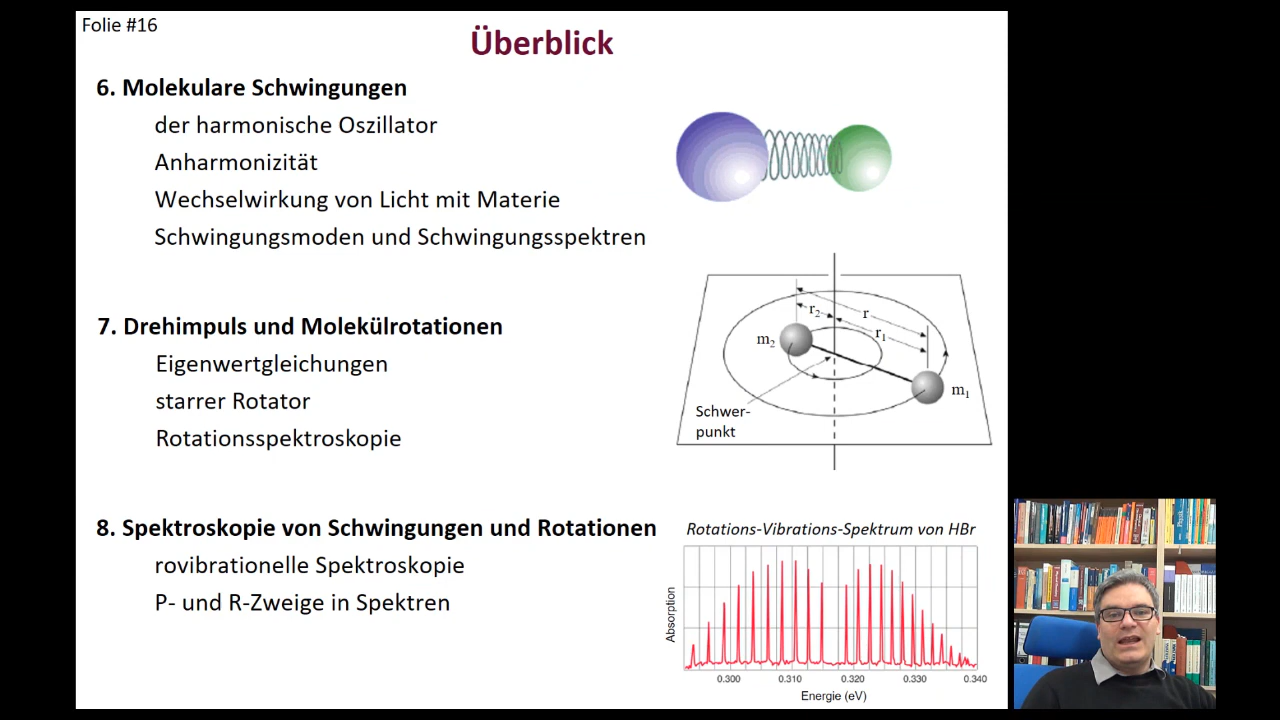 Folie #16
Überblick
6. Molekulare Schwingungen
der harmonische Oszillator
Anharmonizität
Wechselwirkung von Licht mit Materie
Schwingungsmoden und Schwingungsspektren
7. Drehimpuls und Molekülrotationen
Eigenwertgleichungen
starrer Rotator
Rotationsspektroskopie
r₂
r
r₁
m₂
m₁
Schwer-
punkt
8. Spektroskopie von Schwingungen und Rotationen
rovibrationelle Spektroskopie
P- und R-Zweige in Spektren
Rotations-Vibrations-Spektrum von HBr
Absorption
0.300 0.310 0.320 0.330 0.340
Energie (eV)